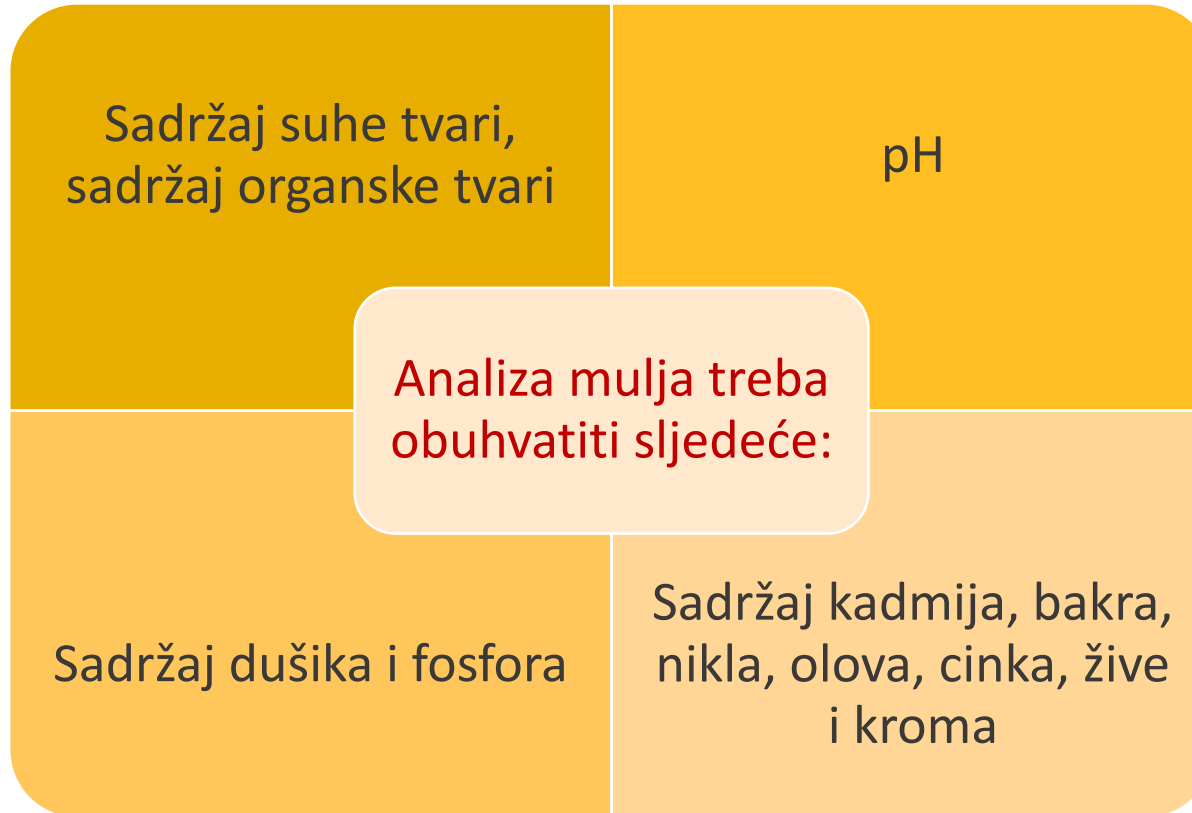 Sadržaj suhe tvari,
sadržaj organske tvari
pH
Analiza mulja treba
obuhvatiti sljedeće:
Sadržaj dušika i fosfora
Sadržaj kadmija, bakra,
nikla, olova, cinka, žive
i kroma